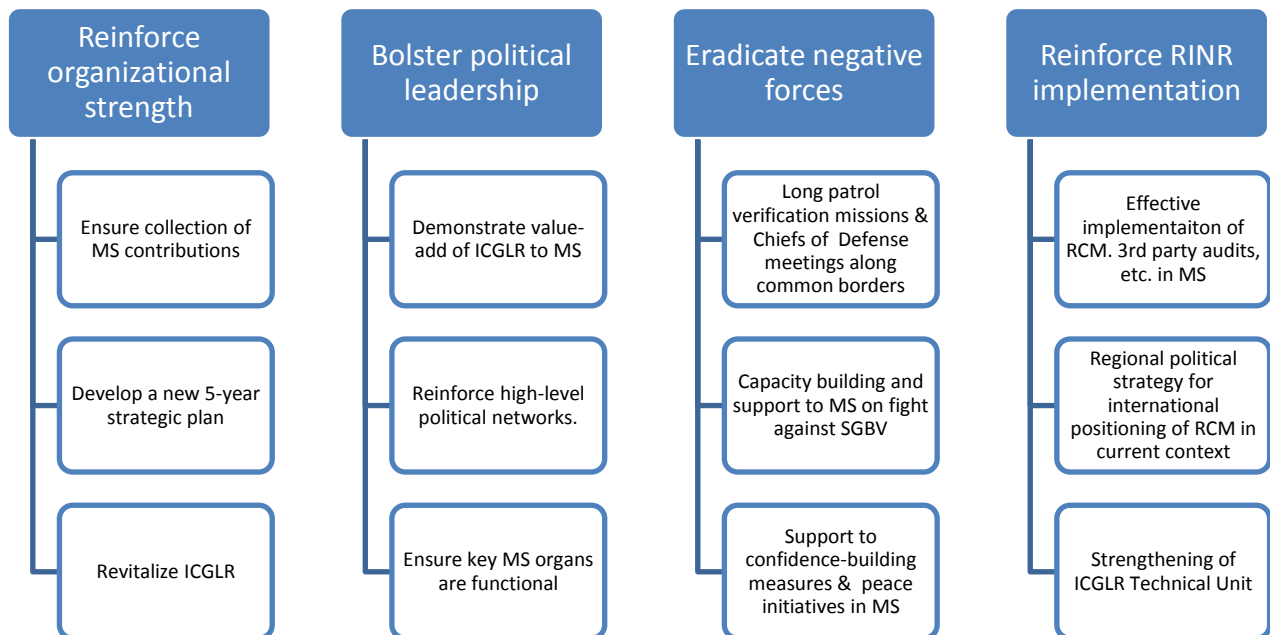 Reinforce
organizational
strength
Ensure collection of
MS contributions
Develop a new 5-year
strategic plan
Revitalize ICGLR
Bolster political
leadership
Demonstrate value-
add of ICGLR to MS
Reinforce high-level
political networks.
Ensure key MS organs
are functional
Eradicate negative
forces
Long patrol
verification missions &
Chiefs of Defense
meetings along
common borders
Capacity building and
support to MS on fight
against SGBV
Support to
confidence-building
measures & peace
initiatives in MS
Reinforce RINR
implementation
Effective
implementaiton of
RCM. 3rd party audits,
etc. in MS
Regional political
strategy for
international
positioning of RCM in
current context
Strengthening of
ICGLR Technical Unit